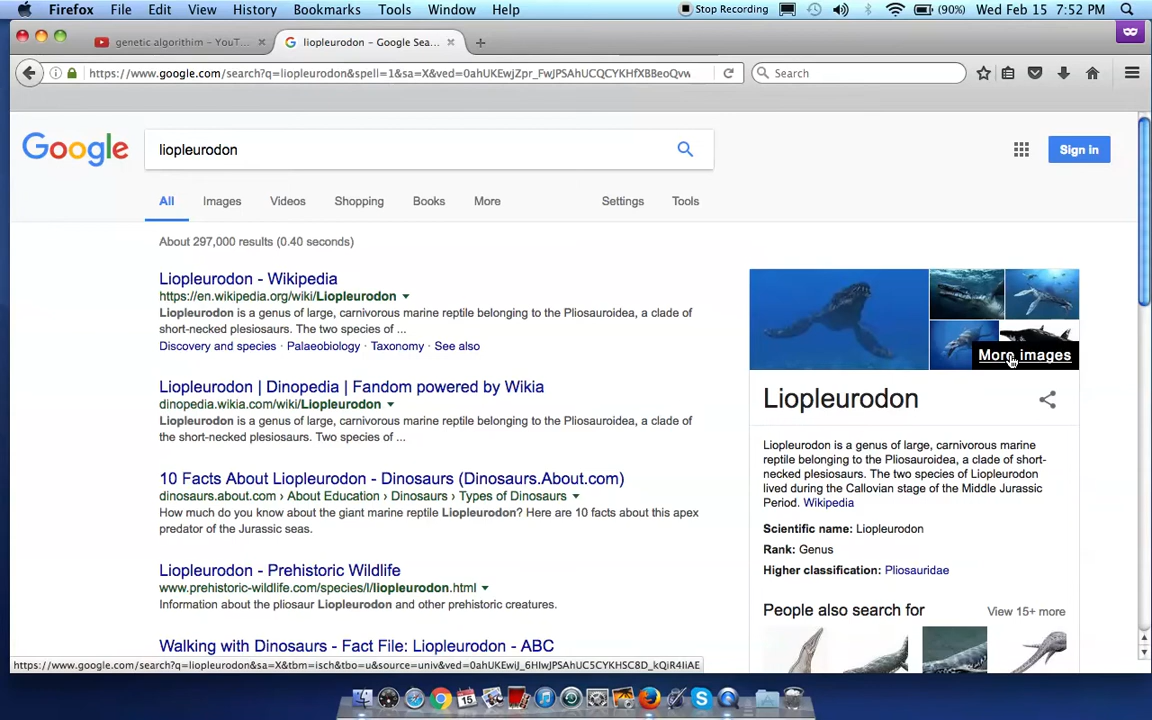 Firefox File Edit View History Bookmarks Tools Window Help Stop Recording (90%) Wed Feb 15 7:52 PM
genetic algorithim – YouT... liopleurodon – Google Sea...
https://www.google.com/search?q=liopleurodon&spell=1&sa=X&ved= Search
Google liopleurodon Sign in
All Images Videos Shopping Books More Settings Tools
About 297,000 results (0.40 seconds)
Liopleurodon - Wikipedia
https://en.wikipedia.org/wiki/Liopleurodon
Liopleurodon is a genus of large, carnivorous marine reptile belonging to the Pliosauroidea, a clade of
short-necked plesiosaurs. The two species of ...
Discovery and species · Palaeobiology · Taxonomy · See also
Liopleurodon | Dinopedia | Fandom powered by Wikia
dinopedia.wikia.com/wiki/Liopleurodon
Liopleurodon is a genus of large, carnivorous marine reptile belonging to the Pliosauroidea, a clade of
the short-necked plesiosaurs. Two species of ...
10 Facts About Liopleurodon - Dinosaurs (Dinosaurs.About.com)
dinosaurs.about.com › About Education › Dinosaurs › Types of Dinosaurs
How much do you know about the giant marine reptile Liopleurodon? Here are 10 facts about this apex
predator of the Jurassic seas.
Liopleurodon - Prehistoric Wildlife
www.prehistoric-wildlife.com/species/l/liopleurodon.html
Information about the pliosaur Liopleurodon and other prehistoric creatures.
Walking with Dinosaurs - Fact File: Liopleurodon - ABC
More images
Liopleurodon
Liopleurodon is a genus of large, carnivorous marine
reptile belonging to the Pliosauroidea, a clade of short-
necked plesiosaurs. The two species of Liopleurodon
lived during the Callovian stage of the Middle Jurassic
Period. Wikipedia
Scientific name: Liopleurodon
Rank: Genus
Higher classification: Pliosauridae
People also search for View 15+ more
https://www.google.com/search?q=liopleurodon&sa=X&tbm=isch&tbo=u&source=univ&ved=
15